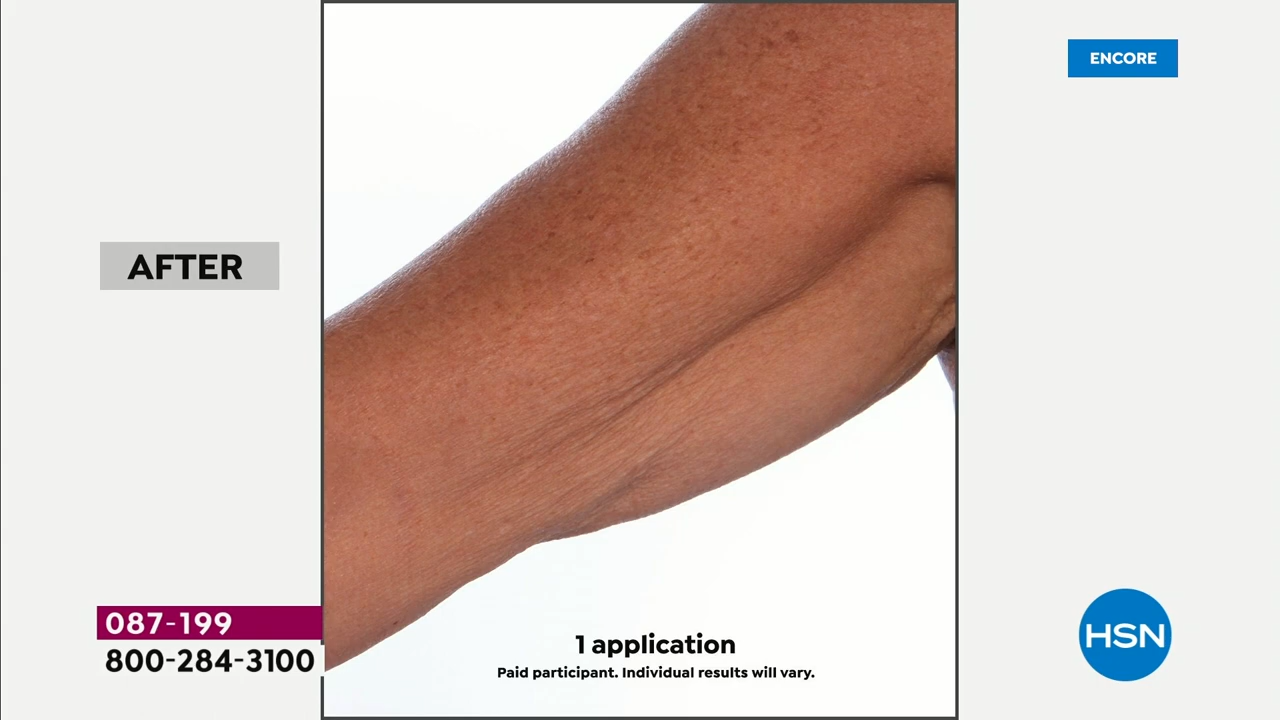 ENCORE
AFTER
087-199
800-284-3100
1 application
Paid participant. Individual results will vary.
HSN